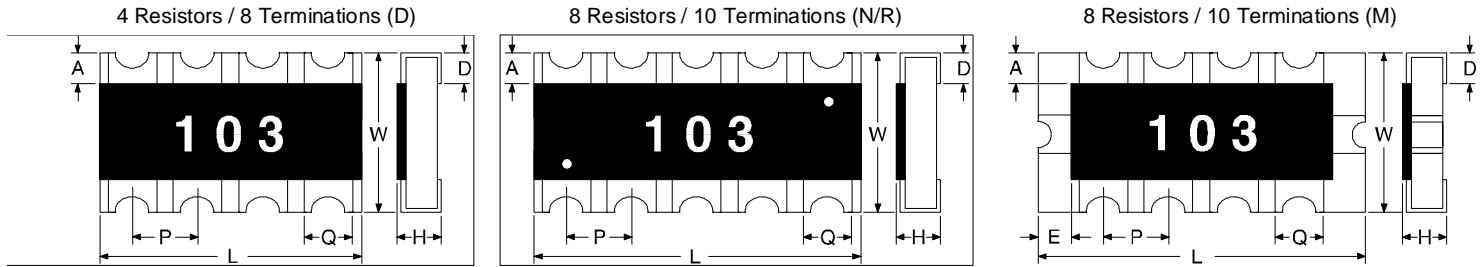 4 Resistors / 8 Terminations (D)
A
D
W
103
P
Q
H
L
8 Resistors / 10 Terminations (N/R)
A
D
W
103
P
Q
H
L
8 Resistors / 10 Terminations (M)
A
D
W
103
E
P
Q
H
L